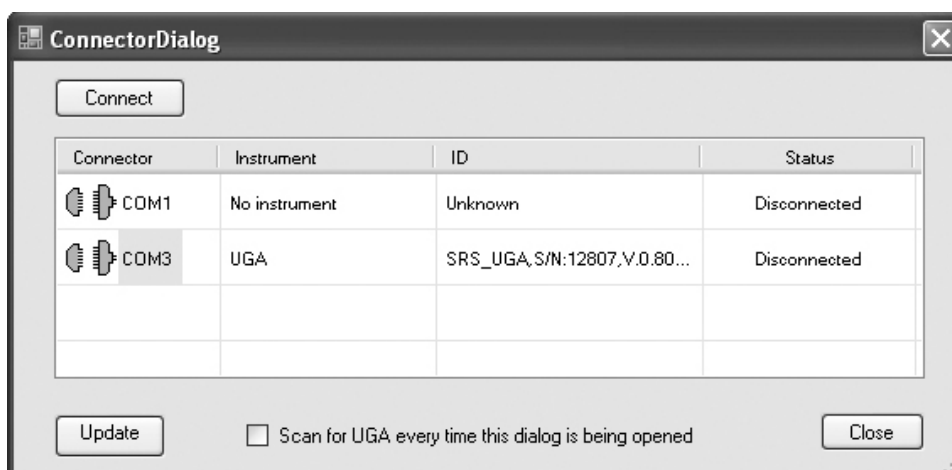 ConnectorDialog
Connect
Connector Instrument ID Status
COM1 No instrument Unknown Disconnected
COM3 UGA SRS_UGA,S/N:12807,V.0.80... Disconnected
Update Scan for UGA every time this dialog is being opened Close